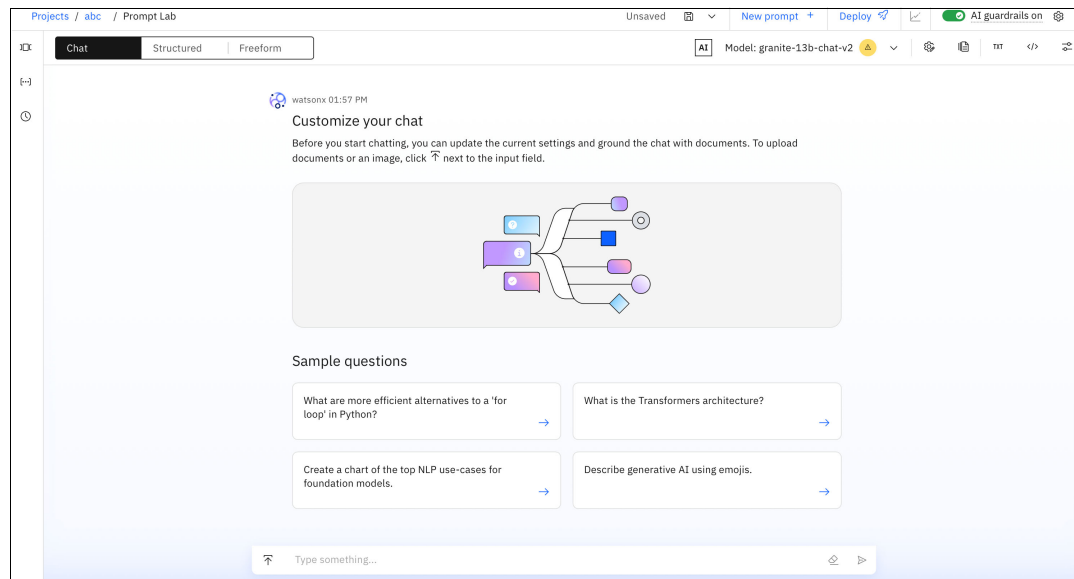 Projects / abc / Prompt Lab
Unsaved
New prompt +
Deploy
AI guardrails on
Chat
Structured
Freeform
AI
Model: granite-13b-chat-v2
TXT
</>
watsonx 01:57 PM
Customize your chat
Before you start chatting, you can update the current settings and ground the chat with documents. To upload
documents or an image, click next to the input field.
Sample questions
What are more efficient alternatives to a 'for
loop' in Python?
What is the Transformers architecture?
Create a chart of the top NLP use-cases for
foundation models.
Describe generative AI using emojis.
Type something...